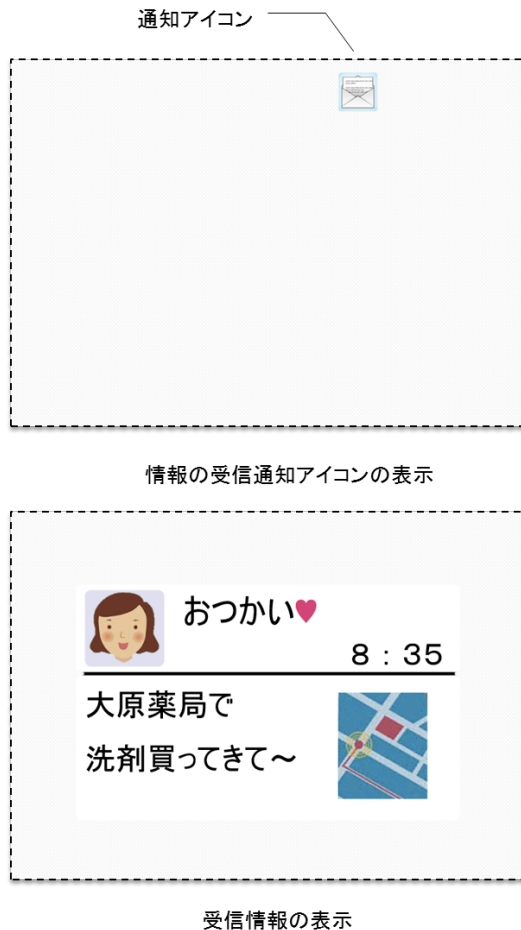 通知アイコン
情報の受信通知アイコンの表示
おつかい♥
8：35
大原薬局で
洗剤買ってきて～
受信情報の表示